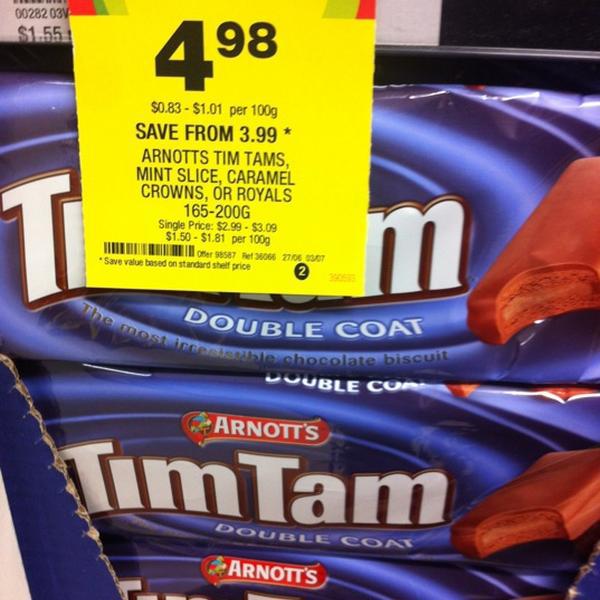 00282 03V
$1.55
4 98
$0.83 - $1.01 per 100g
SAVE FROM 3.99 *
ARNOTTS TIM TAMS,
MINT SLICE, CARAMEL
CROWNS, OR ROYALS
165-200G
Single Price: $2.99 - $3.09
$1.50 - $1.81 per 100g
Offer 98587 Ref 36066 27/06 03/07
* Save value based on standard shelf price
2
390593
Tim Tam
DOUBLE COAT
The most irresistible chocolate biscuit
DOUBLE COAT
ARNOTT'S
Tim Tam
DOUBLE COAT
ARNOTT'S
Tim Tam